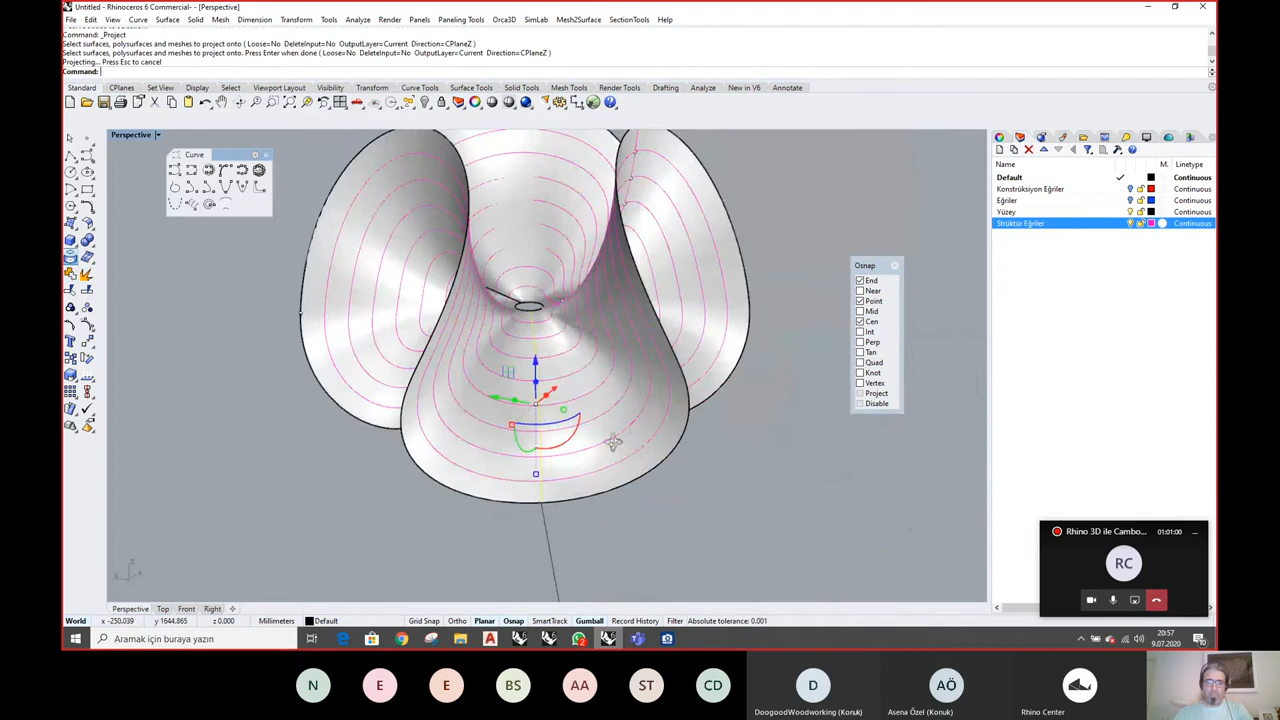 Untitled - Rhinoceros 6 Commercial- - [Perspective]
File Edit View Curve Surface Solid Mesh Dimension Transform Tools Analyze Render Panels Paneling Tools Orca3D SimLab Mesh2Surface SectionTools Help
Command: _Project
Select surfaces, polysurfaces and meshes to project onto ( Loose=No DeleteInput=No OutputLayer=Current Direction=CPlaneZ )
Select surfaces, polysurfaces and meshes to project onto. Press Enter when done ( Loose=No DeleteInput=No OutputLayer=Current Direction=CPlaneZ )
Projecting... Press Esc to cancel
Command:
Standard CPlanes Set View Display Select Viewport Layout Visibility Transform Curve Tools Surface Tools Solid Tools Mesh Tools Render Tools Drafting Analyze New in V6 Annotate
Perspective
Curve
Name M. Linetype
Default Continuous
Konstrüksiyon Eğriler Continuous
Eğriler Continuous
Yüzey Continuous
Strüktür Eğriler Continuous
Osnap
End
Near
Point
Mid
Cen
Int
Perp
Tan
Quad
Knot
Vertex
Project
Disable
Rhino 3D ile Cambo... 01:01:00
RC
z
Perspective Top Front Right
World x -250.039 y 1644.865 z 0.000 Millimeters Default Grid Snap Ortho Planar Osnap SmartTrack Gumball Record History Filter Absolute tolerance: 0.001
Aramak için buraya yazın
20:57
9.07.2020
N E E BS AA ST CD D AÖ
DoogoodWoodworking (Konuk) Asena Özel (Konuk) Rhino Center